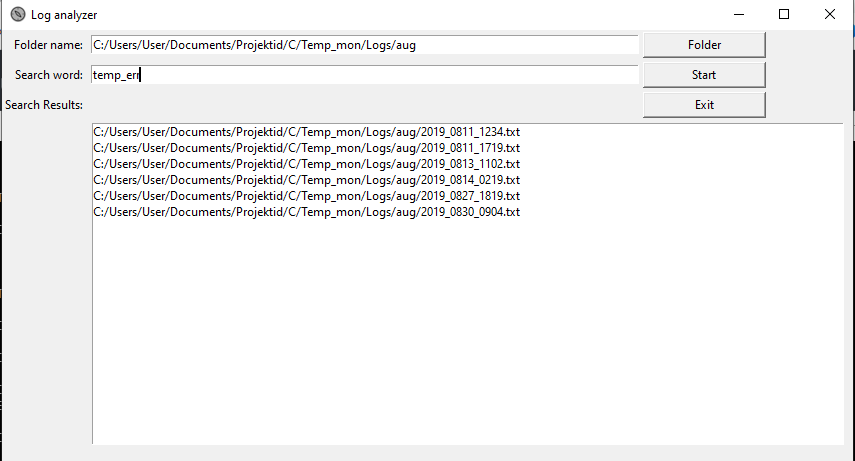 Log analyzer
Folder name: C:/Users/User/Documents/Projektid/C/Temp_mon/Logs/aug Folder
Search word: temp_err Start
Search Results: Exit
C:/Users/User/Documents/Projektid/C/Temp_mon/Logs/aug/2019_0811_1234.txt
C:/Users/User/Documents/Projektid/C/Temp_mon/Logs/aug/2019_0811_1719.txt
C:/Users/User/Documents/Projektid/C/Temp_mon/Logs/aug/2019_0813_1102.txt
C:/Users/User/Documents/Projektid/C/Temp_mon/Logs/aug/2019_0814_0219.txt
C:/Users/User/Documents/Projektid/C/Temp_mon/Logs/aug/2019_0827_1819.txt
C:/Users/User/Documents/Projektid/C/Temp_mon/Logs/aug/2019_0830_0904.txt